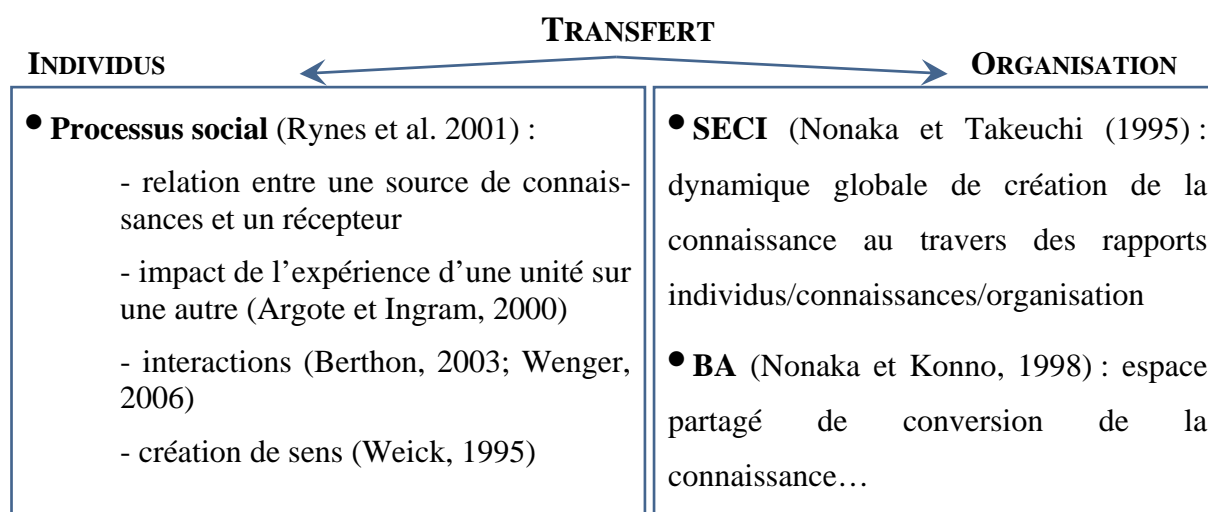 TRANSFERT
INDIVIDUS
ORGANISATION
• Processus social (Rynes et al. 2001) :
- relation entre une source de connais-
sances et un récepteur
- impact de l’expérience d’une unité sur
une autre (Argote et Ingram, 2000)
- interactions (Berthon, 2003; Wenger,
2006)
- création de sens (Weick, 1995)
• SECI (Nonaka et Takeuchi (1995) :
dynamique globale de création de la
connaissance au travers des rapports
individus/connaissances/organisation
• BA (Nonaka et Konno, 1998) : espace
partagé de conversion de la
connaissance…